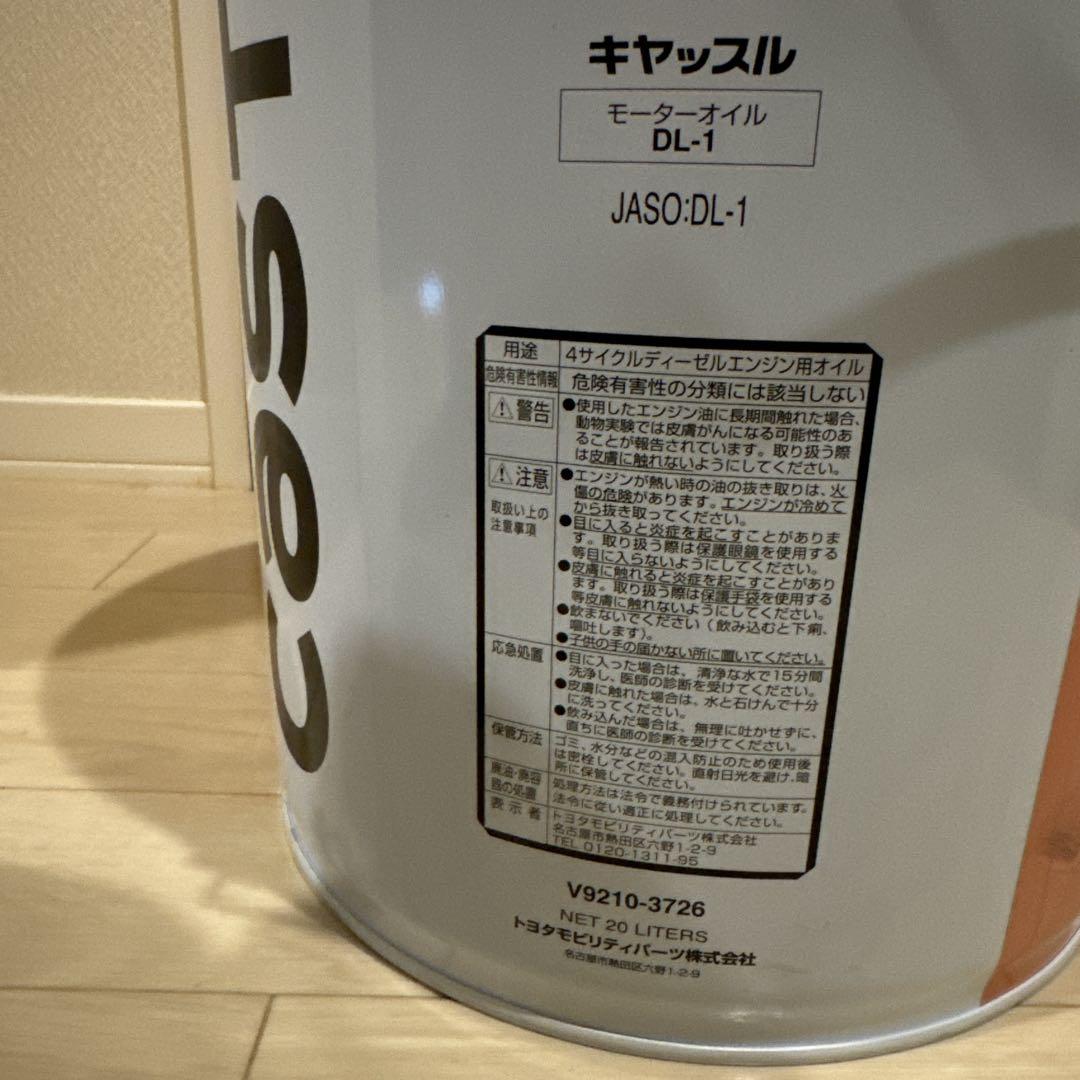 キヤッスル
モーターオイル
DL-1
JASO:DL-1
cast
用途
4サイクルディーゼルエンジン用オイル
危険有害性情報
危険有害性の分類には該当しない
警告
●使用したエンジン油に長期間触れた場合、
動物実験では皮膚がんになる可能性のあ
ることが報告されています。取り扱う際
は皮膚に触れないようにしてください。
注意
取扱い上の
注意事項
●エンジンが熱い時の油の抜き取りは、火
傷の危険があります。エンジンが冷めて
から抜き取ってください。
●目に入ると炎症を起こすことがありま
す。取り扱う際は保護眼鏡を使用する
等目に入らないようにしてください。
●皮膚に触れると炎症を起こすことがあり
ます。取り扱う際は保護手袋を使用する
等皮膚に触れないようにしてください。
●飲まないでください（飲み込むと下痢、
嘔吐します）。
●子供の手の届かない所に置いてください。
応急処置
●目に入った場合は、清浄な水で15分間
洗浄し、医師の診断を受けてください。
●皮膚に触れた場合は、水と石けんで十分
に洗ってください。
●飲み込んだ場合は、無理に吐かせずに、
直ちに医師の診断を受けてください。
保管方法
ゴミ、水分などの混入防止のため使用後
は密栓してください。直射日光を避け、暗
所に保管してください。
廃油・廃容
器の処置
処理方法は法令で義務付けられています。
法令に従い適正に処理してください。
表示者
トヨタモビリティパーツ株式会社
名古屋市熱田区六野1-2-9
TEL 0120-1311-95
V9210-3726
NET 20 LITERS
トヨタモビリティパーツ株式会社
名古屋市熱田区六野1-2-9